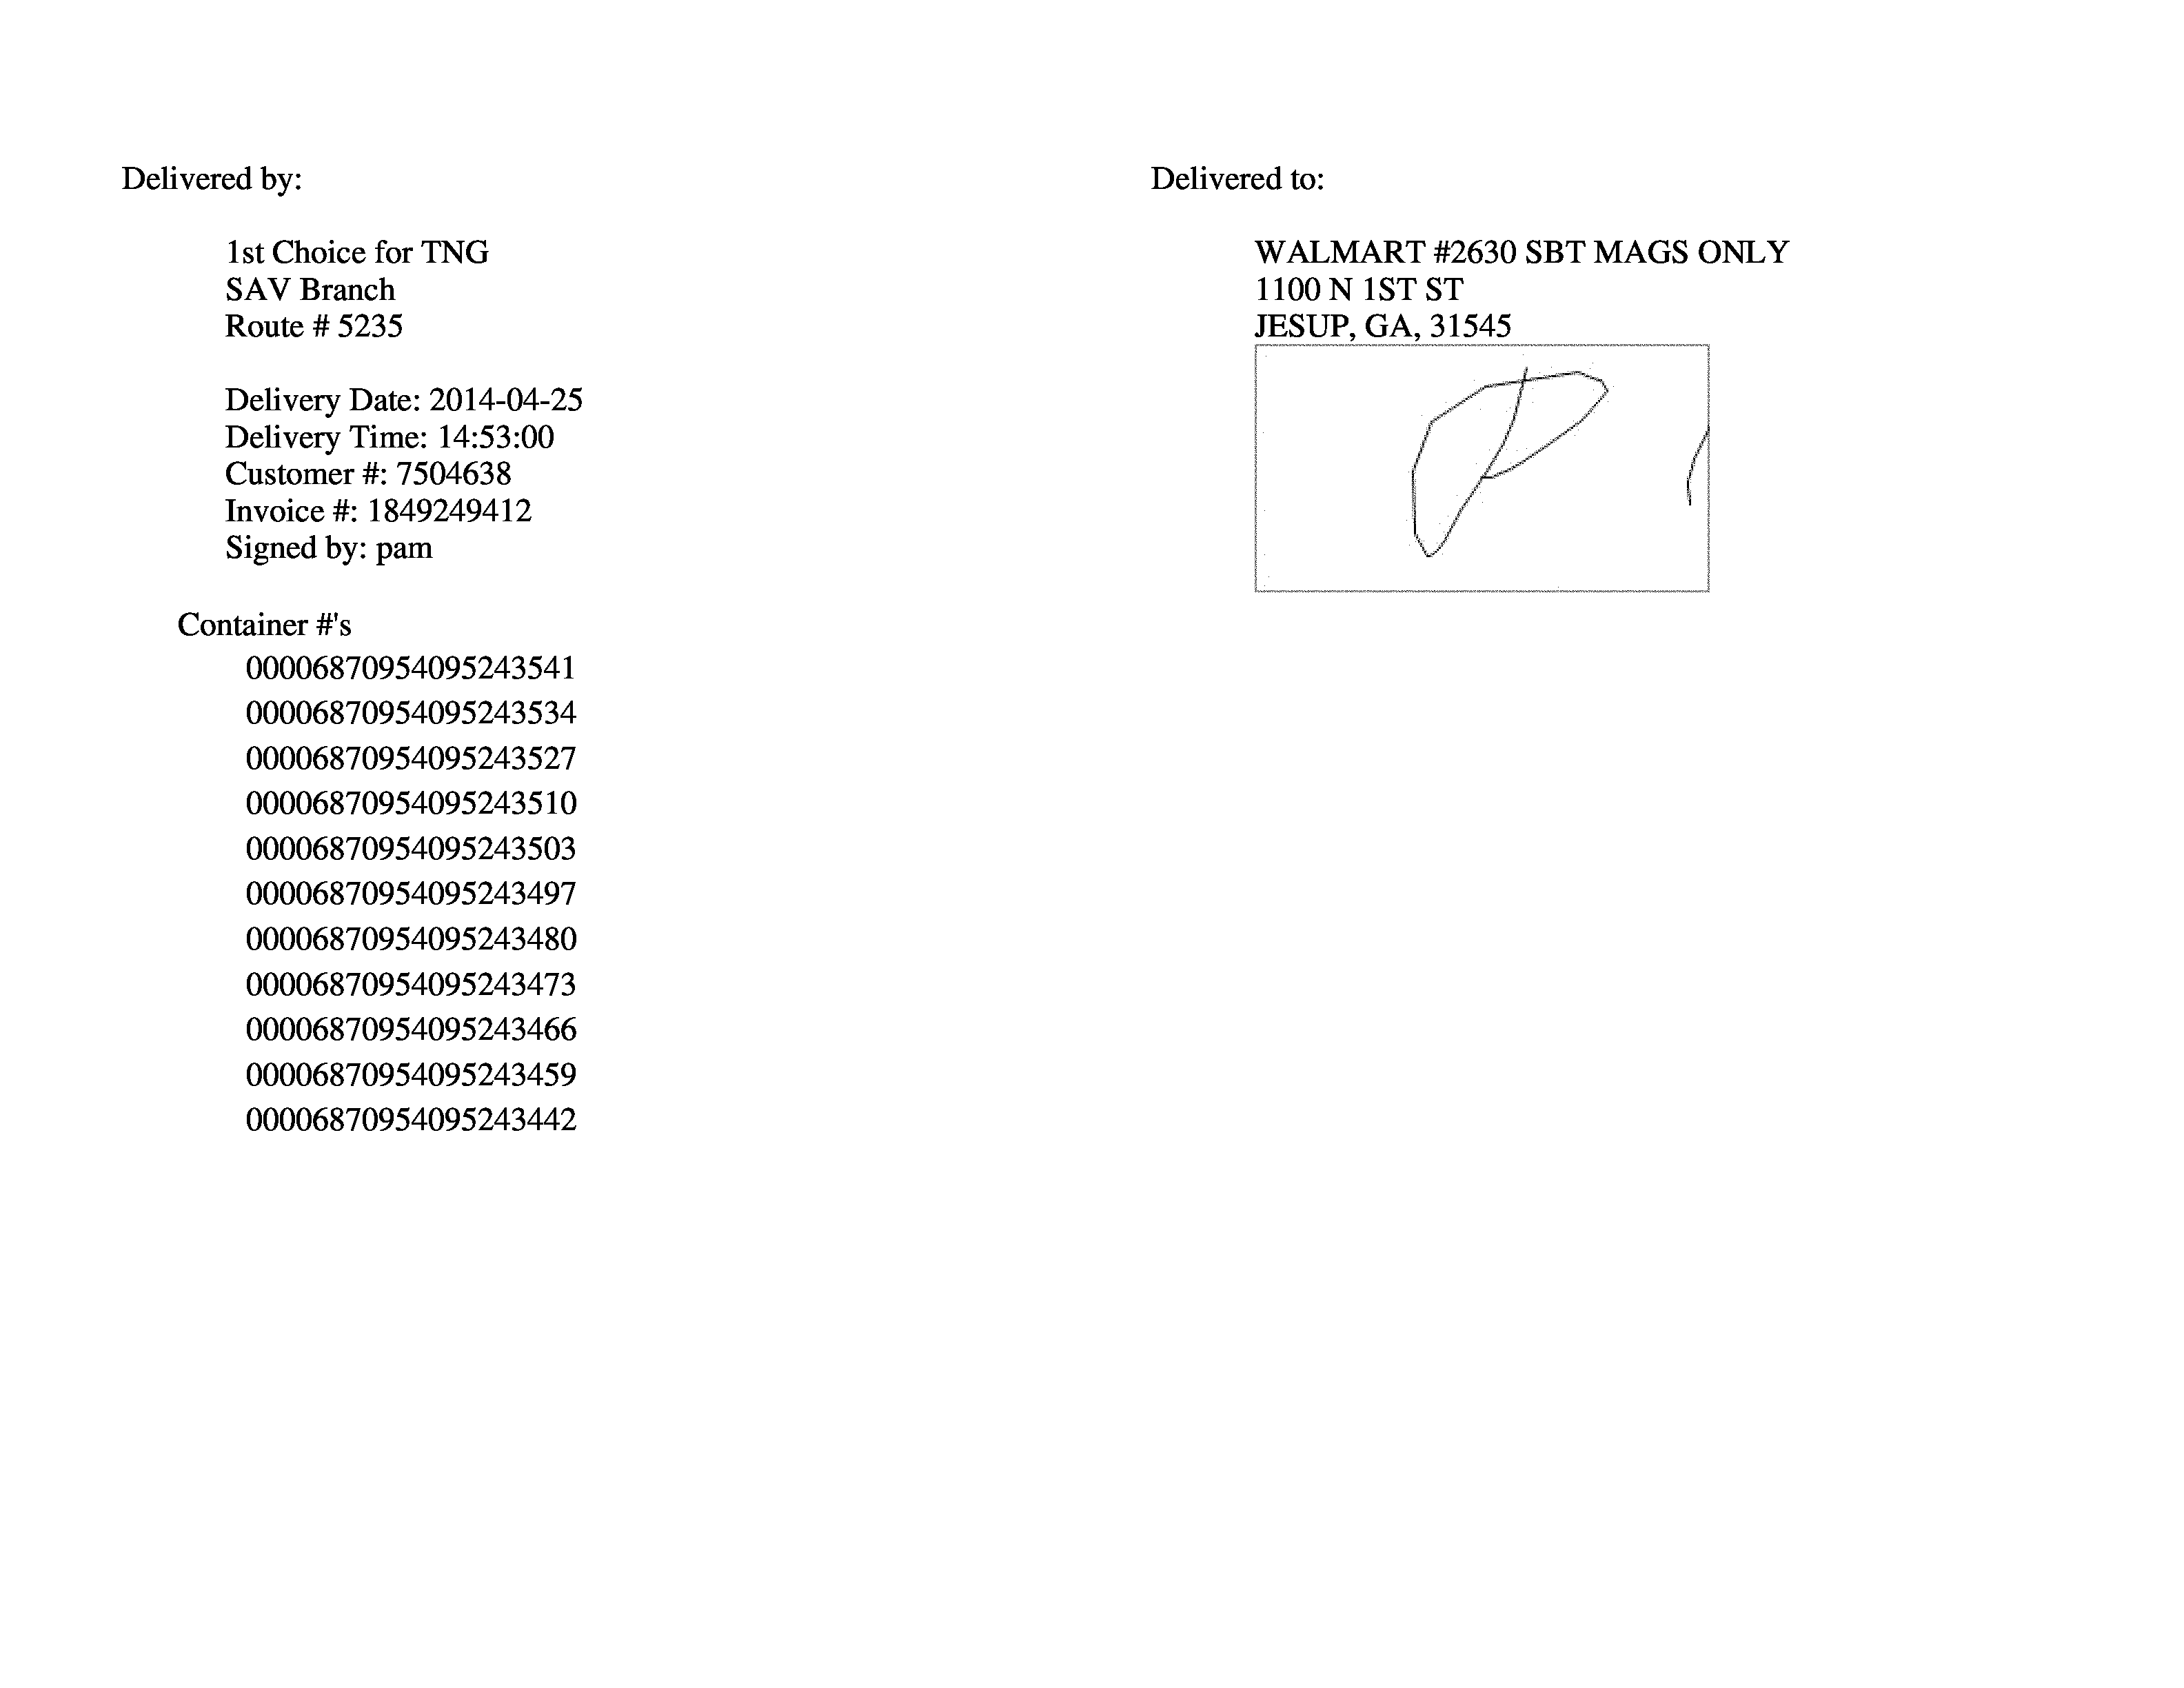 Delivered by:
1st Choice for TNG
SAV Branch
Route # 5235
Delivery Date: 2014-04-25
Delivery Time: 14:53:00
Customer #: 7504638
Invoice #: 1849249412
Signed by: pam
Container #'s
00006870954095243541
00006870954095243534
00006870954095243527
00006870954095243510
00006870954095243503
00006870954095243497
00006870954095243480
00006870954095243473
00006870954095243466
00006870954095243459
00006870954095243442
Delivered to:
WALMART #2630 SBT MAGS ONLY
1100 N 1ST ST
JESUP, GA, 31545